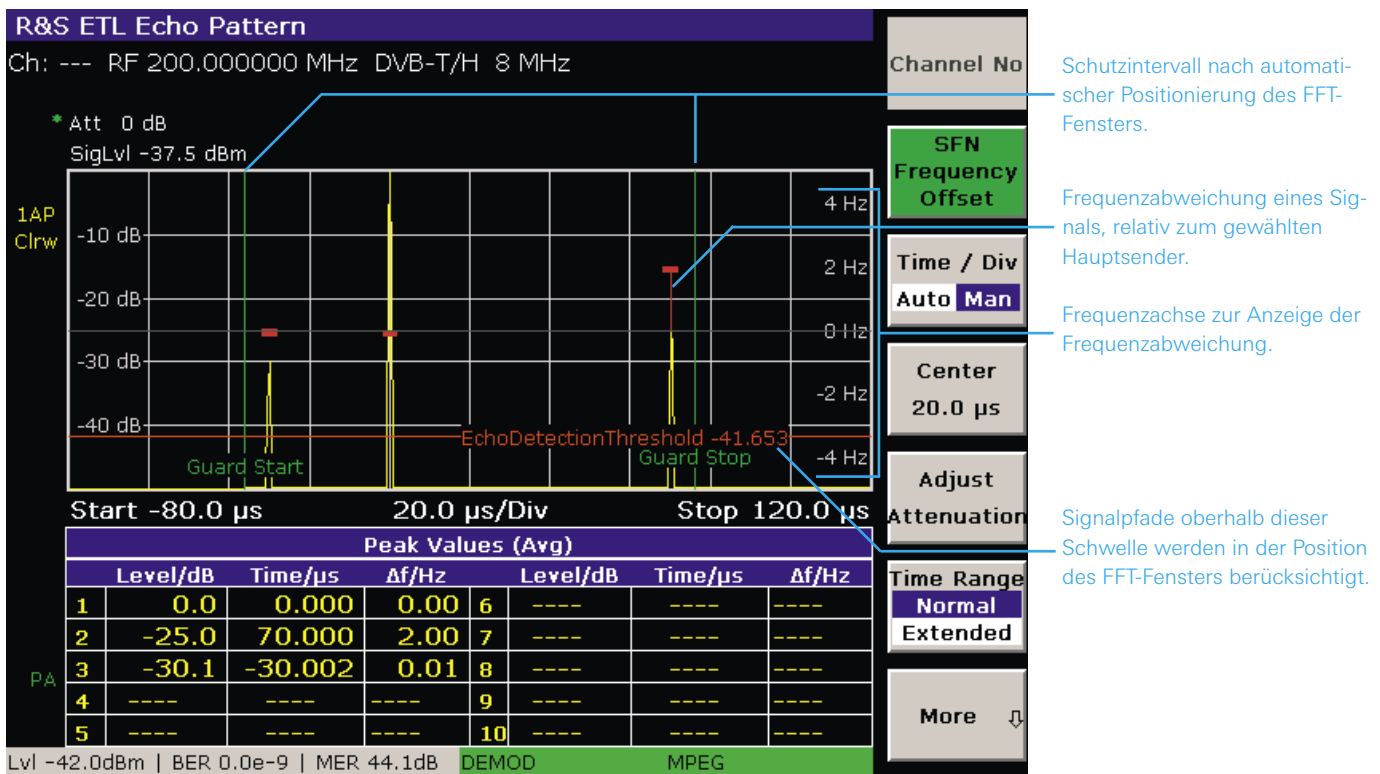 R&S ETL Echo Pattern
Ch: --- RF 200.000000 MHz DVB-T/H 8 MHz
* Att 0 dB
SigLvl -37.5 dBm
1AP
Clrw
-10 dB
-20 dB
-30 dB
-40 dB
4 Hz
2 Hz
0 Hz
-2 Hz
-4 Hz
EchoDetectionThreshold -41.653
Guard Start
Guard Stop
Start -80.0 µs 20.0 µs/Div Stop 120.0 µs
Peak Values (Avg)
Level/dB Time/µs Δf/Hz Level/dB Time/µs Δf/Hz
1 0.0 0.000 0.00 6 ---- ---- ----
2 -25.0 70.000 2.00 7 ---- ---- ----
3 -30.1 -30.002 0.01 8 ---- ---- ----
4 ---- ---- ---- 9 ---- ---- ----
5 ---- ---- ---- 10 ---- ---- ----
PA
Lvl -42.0dBm | BER 0.0e-9 | MER 44.1dB DEMOD MPEG
Channel No
SFN
Frequency
Offset
Time / Div
Auto Man
Center
20.0 µs
Adjust
Attenuation
Time Range
Normal
Extended
More ⇩
Schutzintervall nach automati-
scher Positionierung des FFT-
Fensters.
Frequenzabweichung eines Sig-
nals, relativ zum gewählten
Hauptsender.
Frequenzachse zur Anzeige der
Frequenzabweichung.
Signalpfade oberhalb dieser
Schwelle werden in der Position
des FFT-Fensters berücksichtigt.